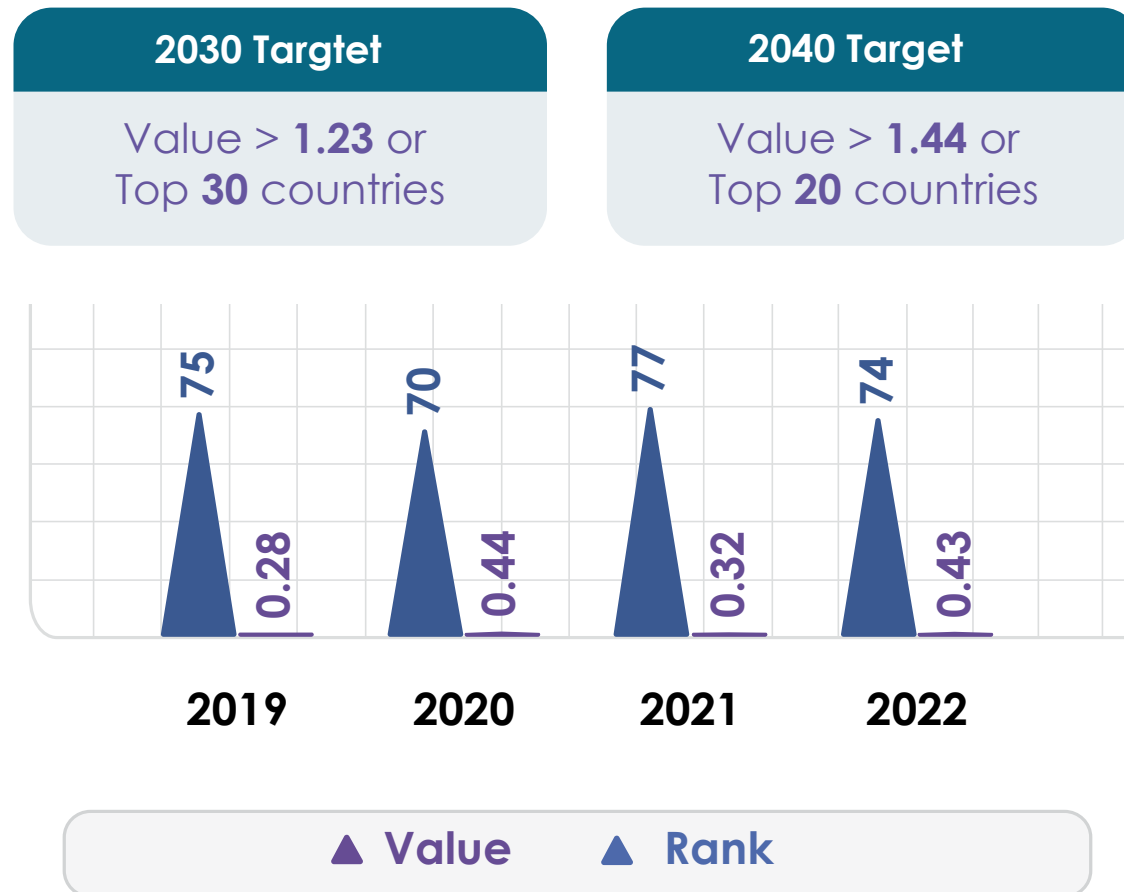 2030 Targtet
Value > 1.23 or
Top 30 countries
2040 Target
Value > 1.44 or
Top 20 countries
75
0.28
70
0.44
77
0.32
74
0.43
2019
2020
2021
2022
Value
Rank